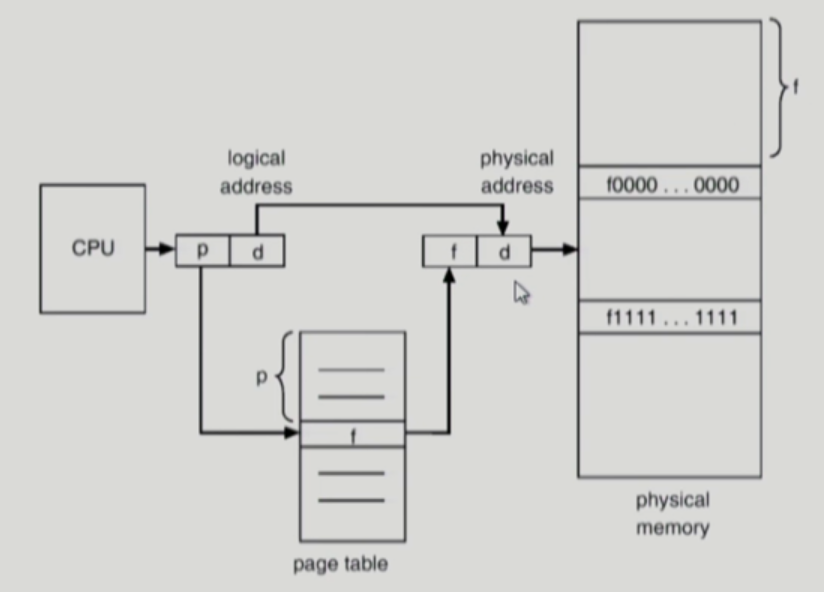 logical
address
physical
address
CPU
p
d
f
d
p
f
page table
f
f0000 ... 0000
f1111 ... 1111
physical
memory